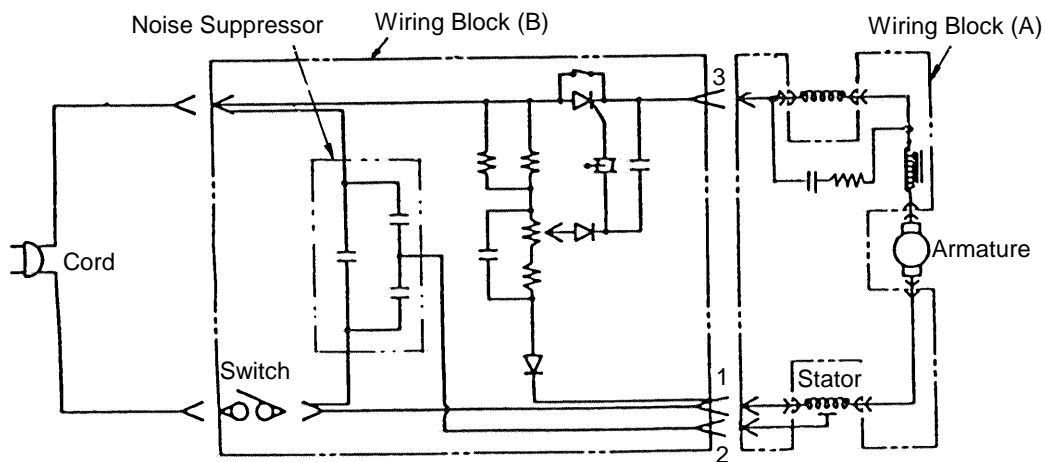 Noise Suppressor
Wiring Block (B)
Wiring Block (A)
3
Cord
Armature
Switch
1
Stator
2